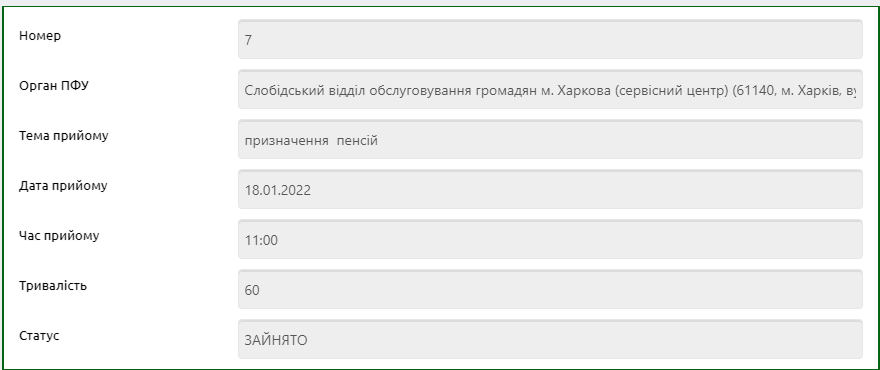 Номер
7
Орган ПФУ
Слобідський відділ обслуговування громадян м. Харкова (сервісний центр) (61140, м. Харків, ву
Тема прийому
призначення  пенсій
Дата прийому
18.01.2022
Час прийому
11:00
Тривалість
60
Статус
ЗАЙНЯТО